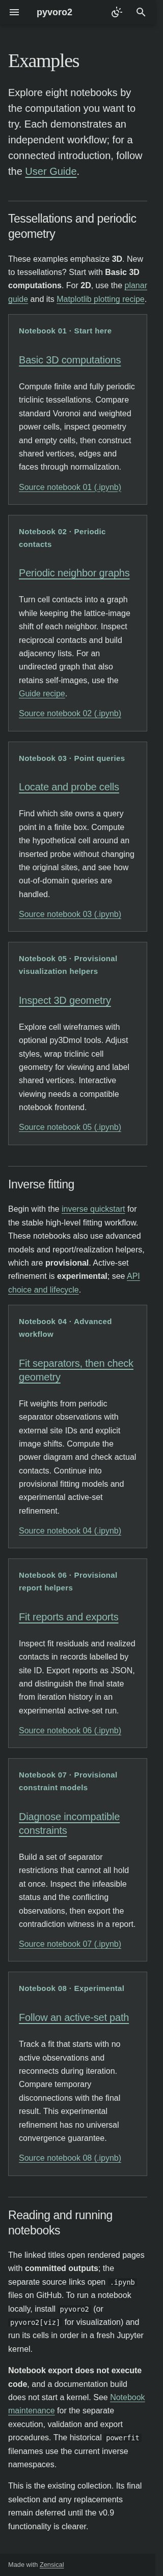 pyvoro2
Examples
Explore eight notebooks by
the computation you want to
try. Each demonstrates an
independent workflow; for a
connected introduction, follow
the User Guide.
Tessellations and periodic
geometry
These examples emphasize 3D. New
to tessellations? Start with Basic 3D
computations. For 2D, use the planar
guide and its Matplotlib plotting recipe.
Notebook 01 · Start here
Basic 3D computations
Compute finite and fully periodic
triclinic tessellations. Compare
standard Voronoi and weighted
power cells, inspect geometry
and empty cells, then construct
shared vertices, edges and
faces through normalization.
Source notebook 01 (.ipynb)
Notebook 02 · Periodic
contacts
Periodic neighbor graphs
Turn cell contacts into a graph
while keeping the lattice-image
shift of each neighbor. Inspect
reciprocal contacts and build
adjacency lists. For an
undirected graph that also
retains self-images, use the
Guide recipe.
Source notebook 02 (.ipynb)
Notebook 03 · Point queries
Locate and probe cells
Find which site owns a query
point in a finite box. Compute
the hypothetical cell around an
inserted probe without changing
the original sites, and see how
out-of-domain queries are
handled.
Source notebook 03 (.ipynb)
Notebook 05 · Provisional
visualization helpers
Inspect 3D geometry
Explore cell wireframes with
optional py3Dmol tools. Adjust
styles, wrap triclinic cell
geometry for viewing and label
shared vertices. Interactive
viewing needs a compatible
notebook frontend.
Source notebook 05 (.ipynb)
Inverse fitting
Begin with the inverse quickstart for
the stable high-level fitting workflow.
These notebooks also use advanced
models and report/realization helpers,
which are provisional. Active-set
refinement is experimental; see API
choice and lifecycle.
Notebook 04 · Advanced
workflow
Fit separators, then check
geometry
Fit weights from periodic
separator observations with
external site IDs and explicit
image shifts. Compute the
power diagram and check actual
contacts. Continue into
provisional fitting models and
experimental active-set
refinement.
Source notebook 04 (.ipynb)
Notebook 06 · Provisional
report helpers
Fit reports and exports
Inspect fit residuals and realized
contacts in records labelled by
site ID. Export reports as JSON,
and distinguish the final state
from iteration history in an
experimental active-set run.
Source notebook 06 (.ipynb)
Notebook 07 · Provisional
constraint models
Diagnose incompatible
constraints
Build a set of separator
restrictions that cannot all hold
at once. Inspect the infeasible
status and the conflicting
observations, then export the
contradiction witness in a report.
Source notebook 07 (.ipynb)
Notebook 08 · Experimental
Follow an active-set path
Track a fit that starts with no
active observations and
reconnects during iteration.
Compare temporary
disconnections with the final
result. This experimental
refinement has no universal
convergence guarantee.
Source notebook 08 (.ipynb)
Reading and running
notebooks
The linked titles open rendered pages
with committed outputs; the
separate source links open .ipynb
files on GitHub. To run a notebook
locally, install pyvoro2 (or
pyvoro2[viz] for visualization) and
run its cells in order in a fresh Jupyter
kernel.
Notebook export does not execute
code, and a documentation build
does not start a kernel. See Notebook
maintenance for the separate
execution, validation and export
procedures. The historical powerfit
filenames use the current inverse
namespaces.
This is the existing collection. Its final
selection and any replacements
remain deferred until the v0.9
functionality is clearer.
Made with Zensical